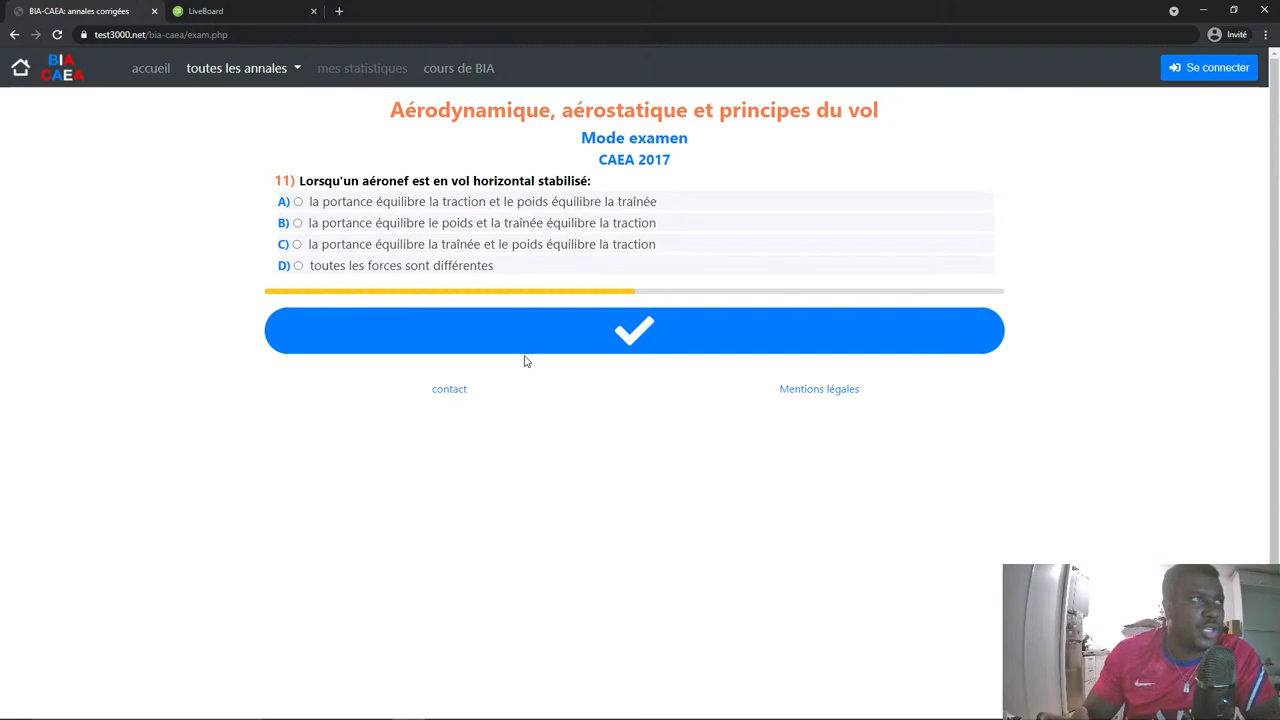 BIA-CAEA: annales corrigées
LiveBoard
test3000.net/bia-caea/exam.php
Invité
BIA
CAEA
accueil
toutes les annales
mes statistiques
cours de BIA
Se connecter
Aérodynamique, aérostatique et principes du vol
Mode examen
CAEA 2017
11) Lorsqu'un aéronef est en vol horizontal stabilisé:
A) la portance équilibre la traction et le poids équilibre la traînée
B) la portance équilibre le poids et la traînée équilibre la traction
C) la portance équilibre la traînée et le poids équilibre la traction
D) toutes les forces sont différentes
contact
Mentions légales